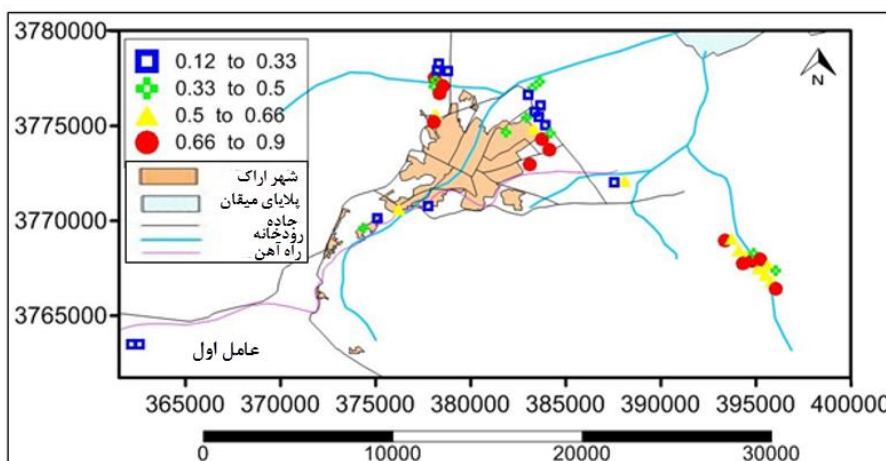 3780000
3775000
3770000
3765000
0.12 to 0.33
0.33 to 0.5
0.5 to 0.66
0.66 to 0.9
شهر اراک
پلایای میقان
جاده
رودخانه
راه آهن
N
عامل اول
365000 370000 375000 380000 385000 390000 395000 400000
0 10000 20000 30000